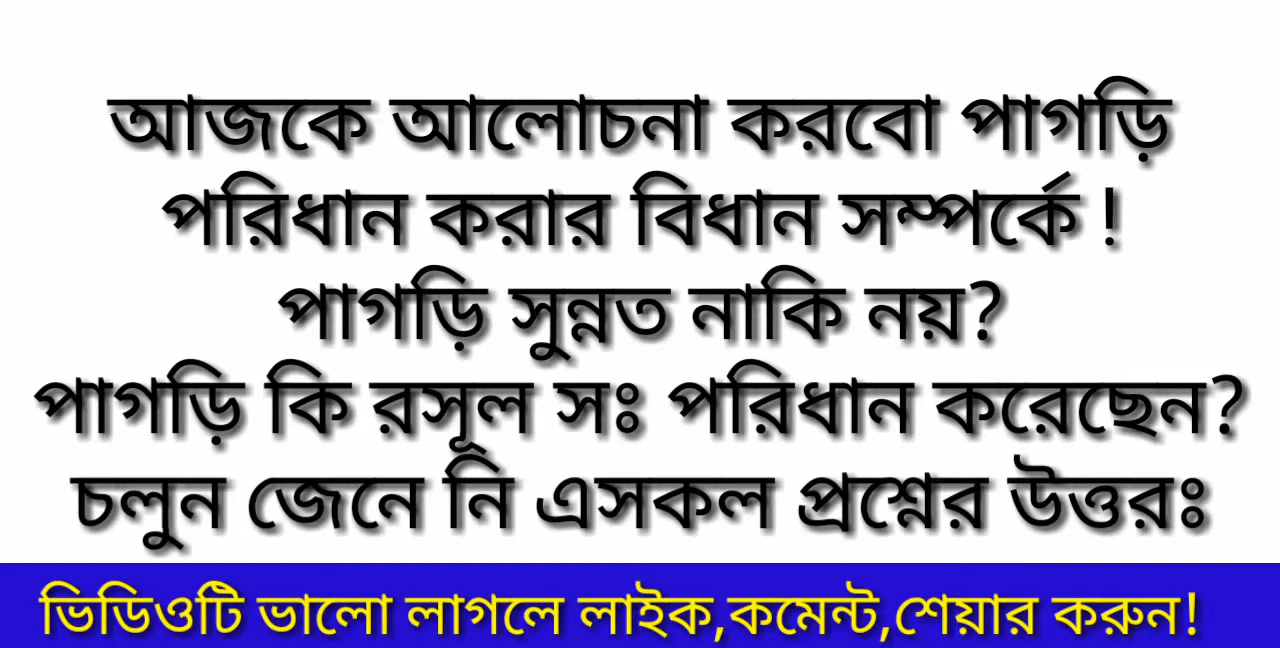 আজকে আলোচনা করবো পাগড়ি
পরিধান করার বিধান সম্পর্কে !
পাগড়ি সুন্নত নাকি নয়?
পাগড়ি কি রসূল সঃ পরিধান করেছেন?
চলুন জেনে নি এসকল প্রশ্নের উত্তরঃ
ভিডিওটি ভালো লাগলে লাইক,কমেন্ট,শেয়ার করুন!